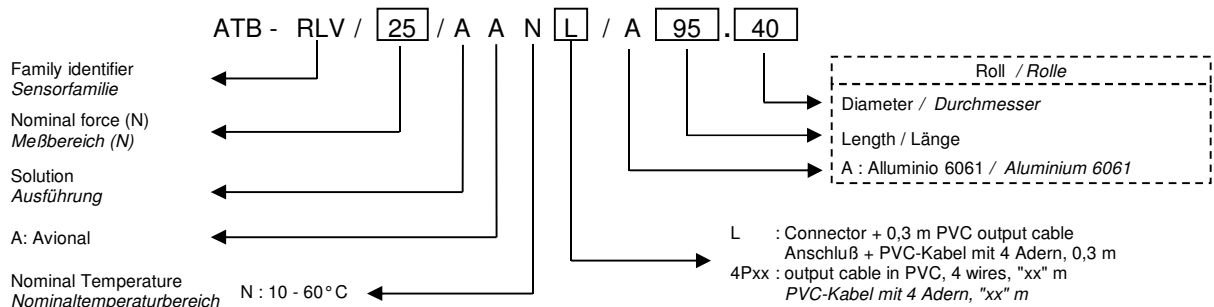 ATB - RLV / 25 / A A N L / A 95 . 40
Family identifier
Sensorfamilie
Nominal force (N)
Meßbereich (N)
Solution
Ausführung
A: Avional
Nominal Temperature
Nominaltemperaturbereich
N : 10 - 60°C
Roll / Rolle
Diameter / Durchmesser
Length / Länge
A : Alluminio 6061 / Aluminium 6061
L : Connector + 0,3 m PVC output cable
Anschluß + PVC-Kabel mit 4 Adern, 0,3 m
4Pxx : output cable in PVC, 4 wires, "xx" m
PVC-Kabel mit 4 Adern, "xx" m